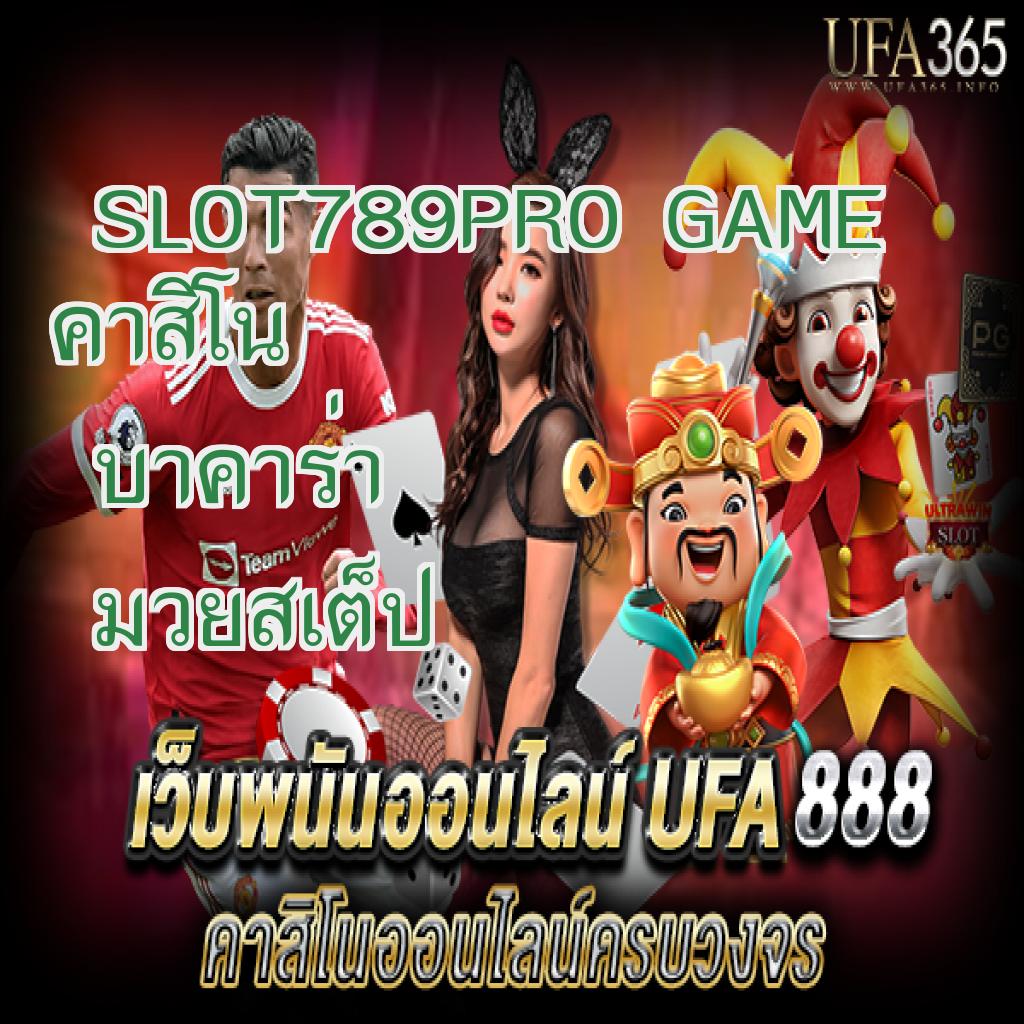 UFA365
WWW.UFA365.INFO
SLOT789PRO GAME
คาสิโน
บาคาร่า
มวยสเต็ป
TeamViewer
PG
ULTRAWIN
SLOT
เว็บพนันออนไลน์ UFA 888
คาสิโนออนไลน์ครบวงจร